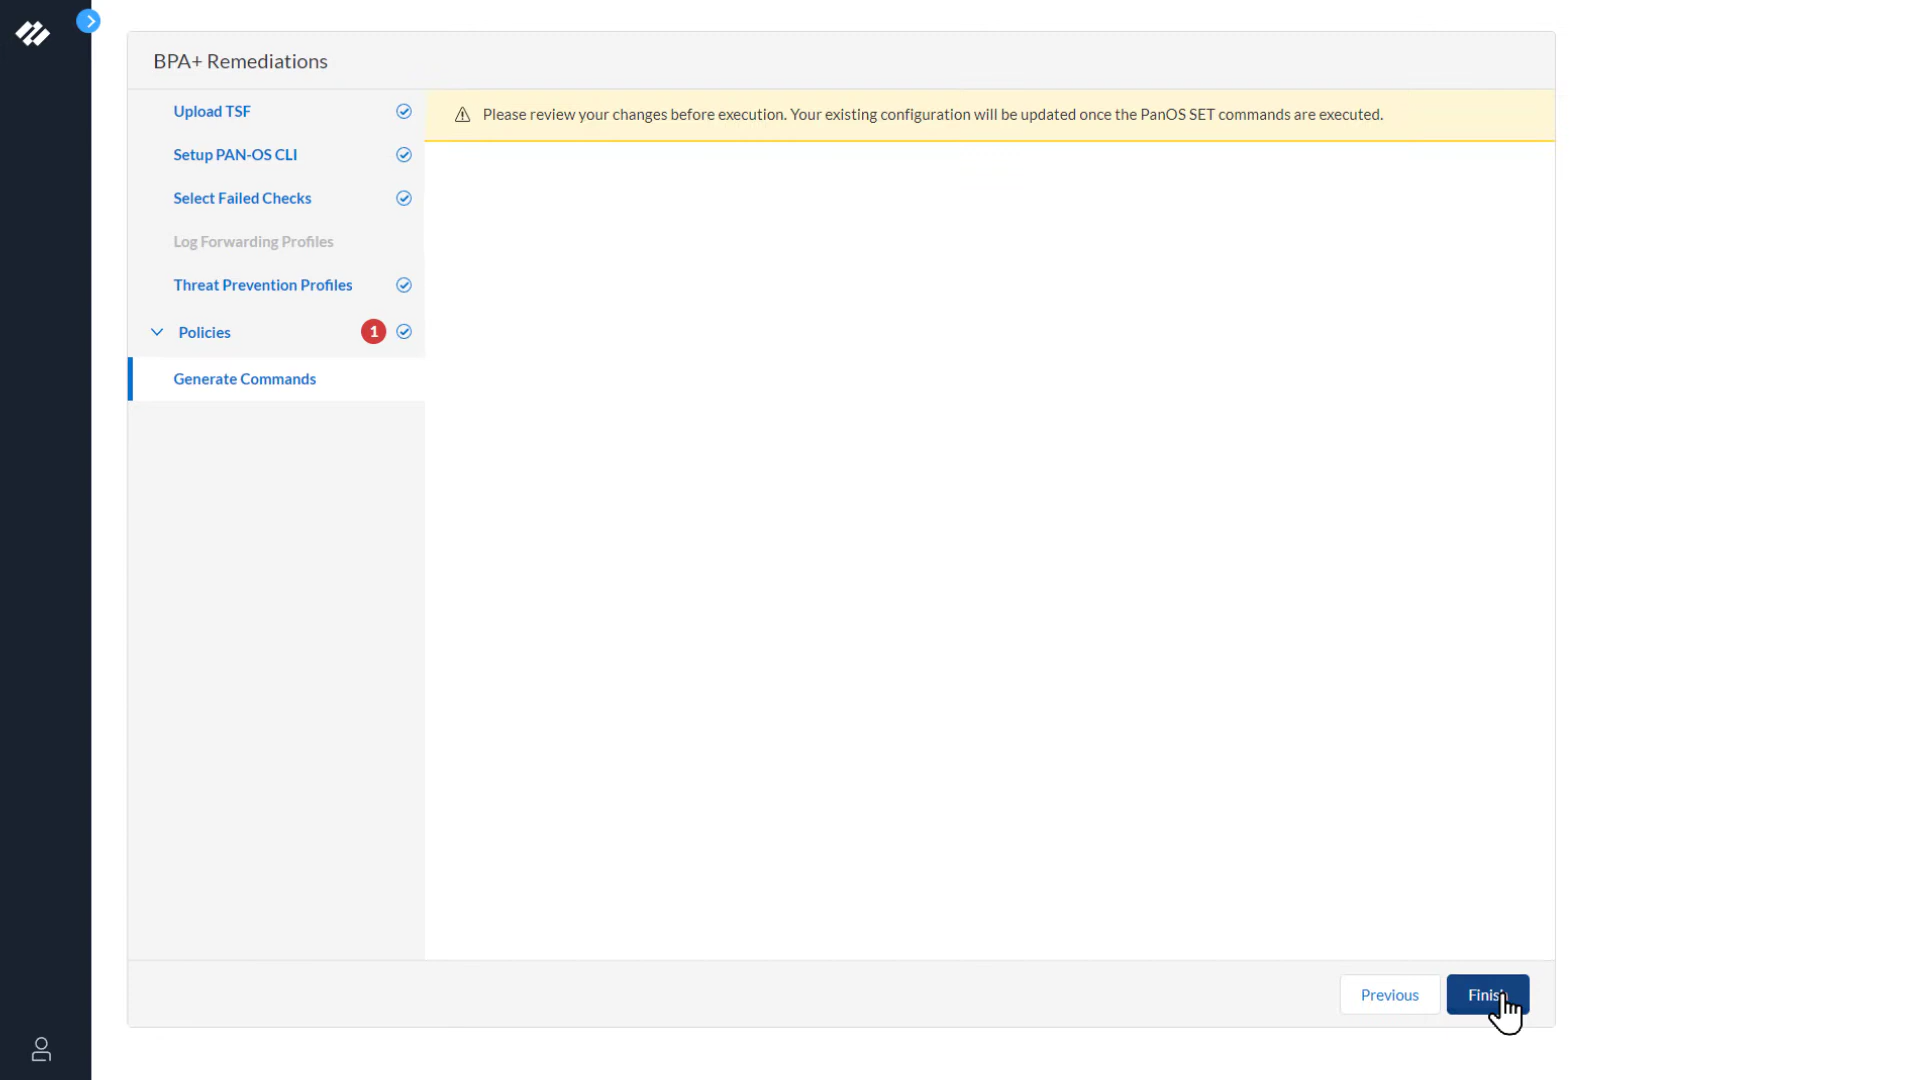 BPA+ Remediations
Upload TSF
Setup PAN-OS CLI
Select Failed Checks
Log Forwarding Profiles
Threat Prevention Profiles
Policies 1
Generate Commands
Please review your changes before execution. Your existing configuration will be updated once the PanOS SET commands are executed.
Previous
Finish